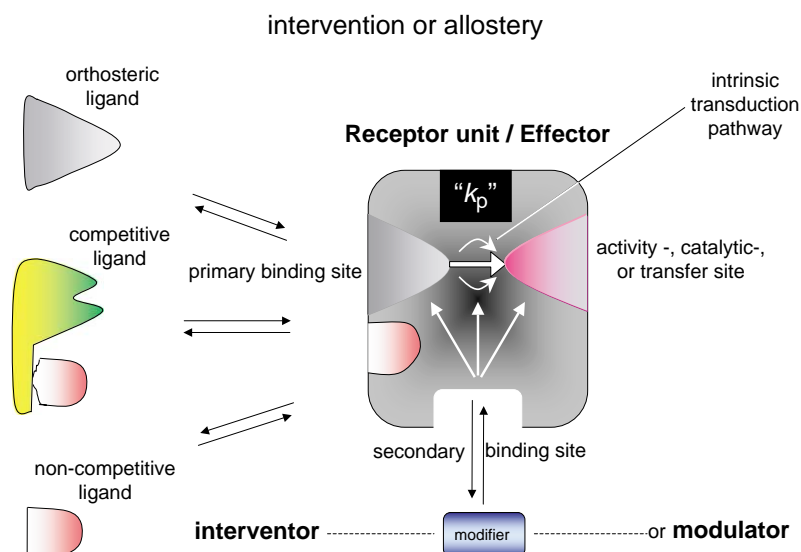 intervention or allostery
orthosteric
ligand
intrinsic
transduction
pathway
Receptor unit / Effector
“kp”
competitive
ligand
primary binding site
activity -, catalytic-,
or transfer site
secondary binding site
non-competitive
ligand
interventor
modifier
or modulator